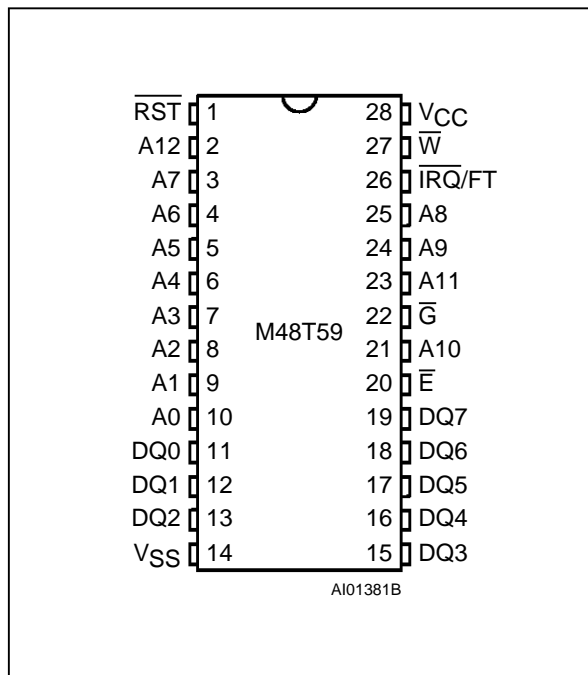 R̅S̅T̅ 1 28 VCC
A12 2 27 W̅
A7 3 26 I̅R̅Q̅/FT
A6 4 25 A8
A5 5 24 A9
A4 6 23 A11
A3 7 22 G̅
M48T59
A2 8 21 A10
A1 9 20 E̅
A0 10 19 DQ7
DQ0 11 18 DQ6
DQ1 12 17 DQ5
DQ2 13 16 DQ4
VSS 14 15 DQ3
AI01381B